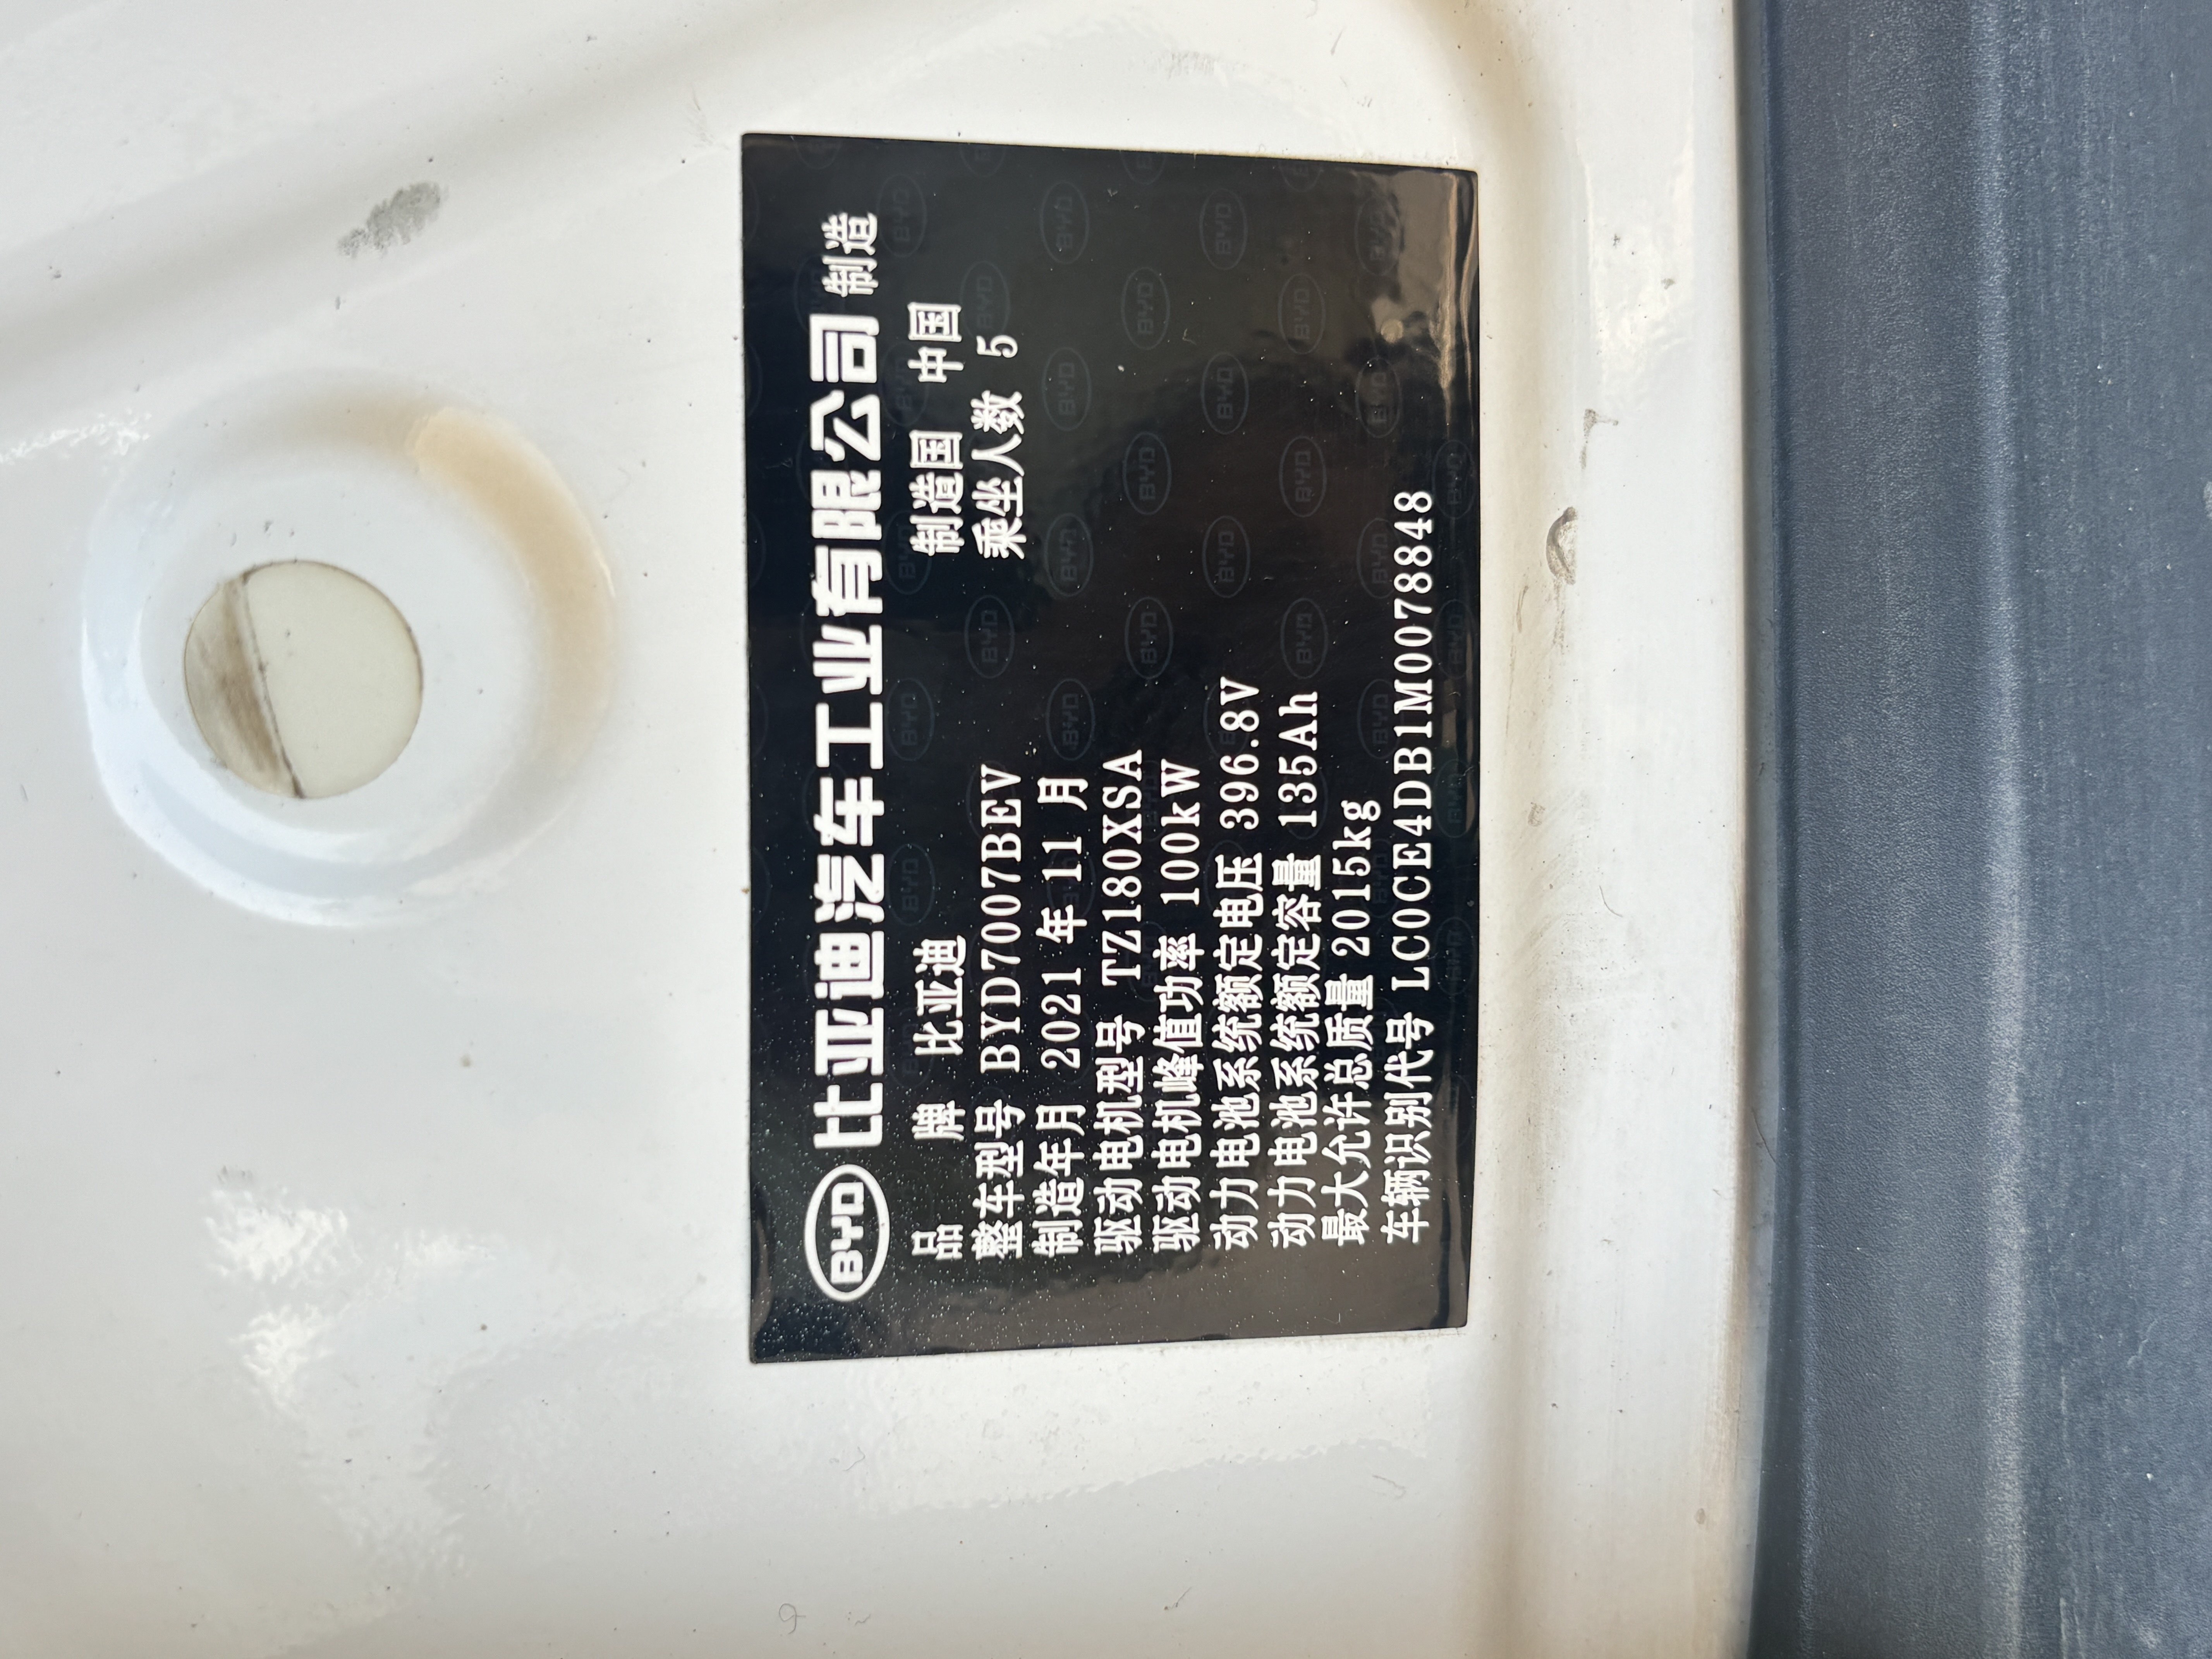 BYD 比亚迪汽车工业有限公司 制造
品 牌 比亚迪 制造国 中国
整车型号 BYD7007BEV 乘坐人数 5
制造年月 2021 年 11 月
驱动电机型号 TZ180XSA
驱动电机峰值功率 100kW
动力电池系统额定电压 396.8V
动力电池系统额定容量 135Ah
最大允许总质量 2015kg
车辆识别代号 LC0CE4DB1M0078848